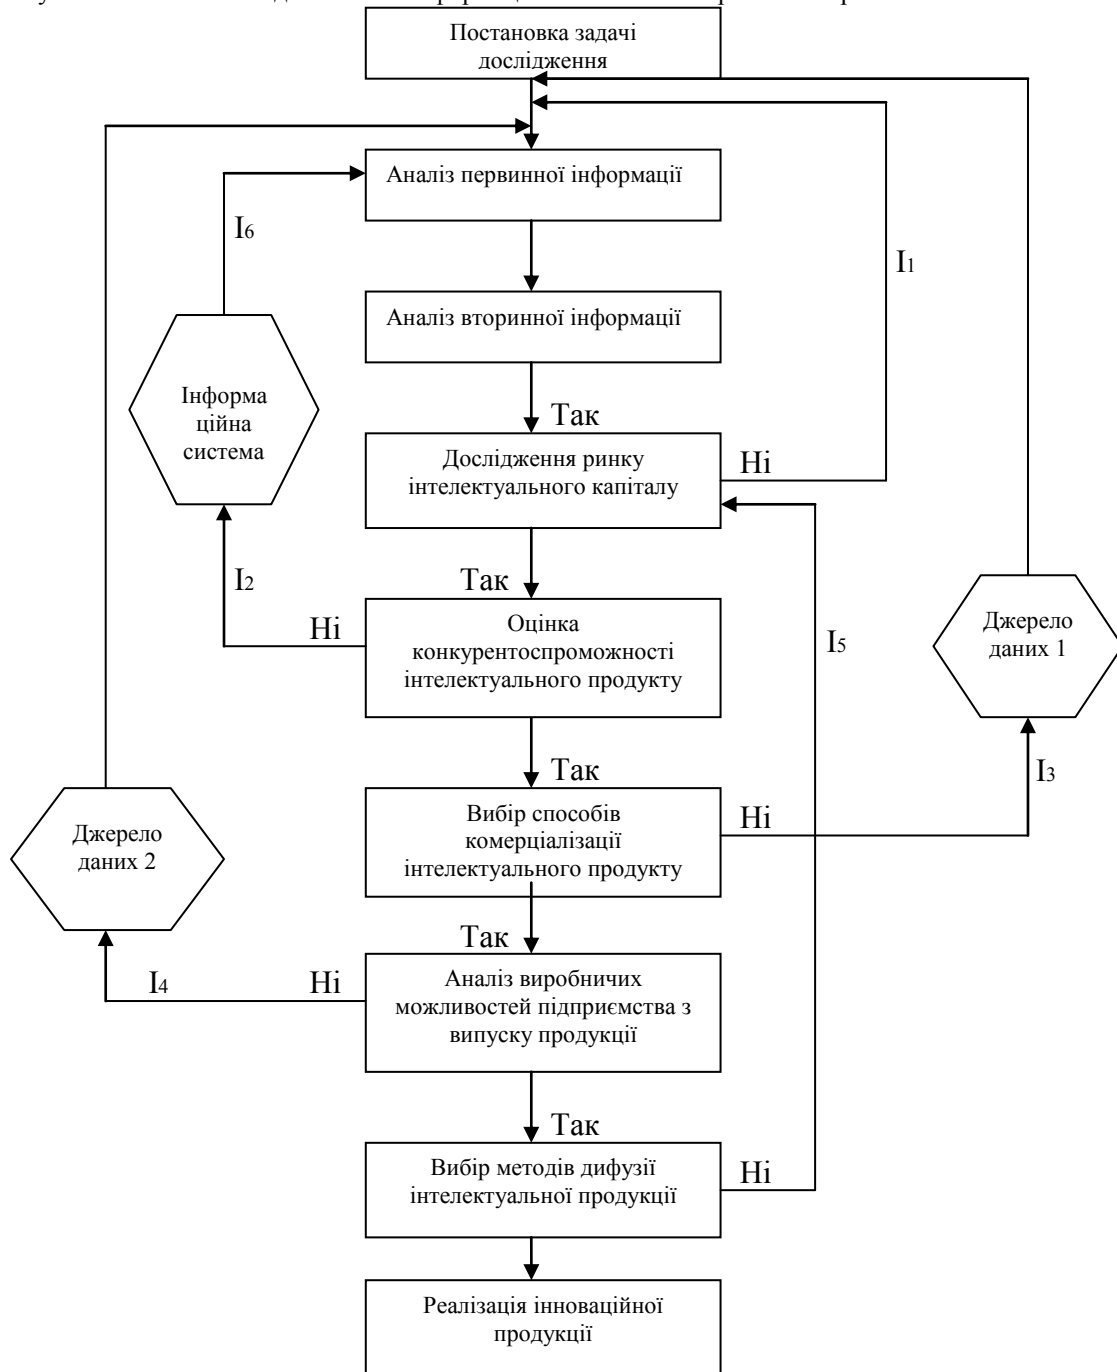 Постановка задачі
дослідження
Аналіз первинної інформації
I6
I1
Аналіз вторинної інформації
Інформа
ційна
система
Так
Дослідження ринку
інтелектуального капіталу
Ні
I2
Так
Ні
Оцінка
конкурентоспроможності
інтелектуального продукту
I5
Джерело
даних 1
Так
I3
Джерело
даних 2
Вибір способів
комерціалізації
інтелектуального продукту
Ні
Так
I4
Ні
Аналіз виробничих
можливостей підприємства з
випуску продукції
Так
Вибір методів дифузії
інтелектуальної продукції
Ні
Реалізація інноваційної
продукції